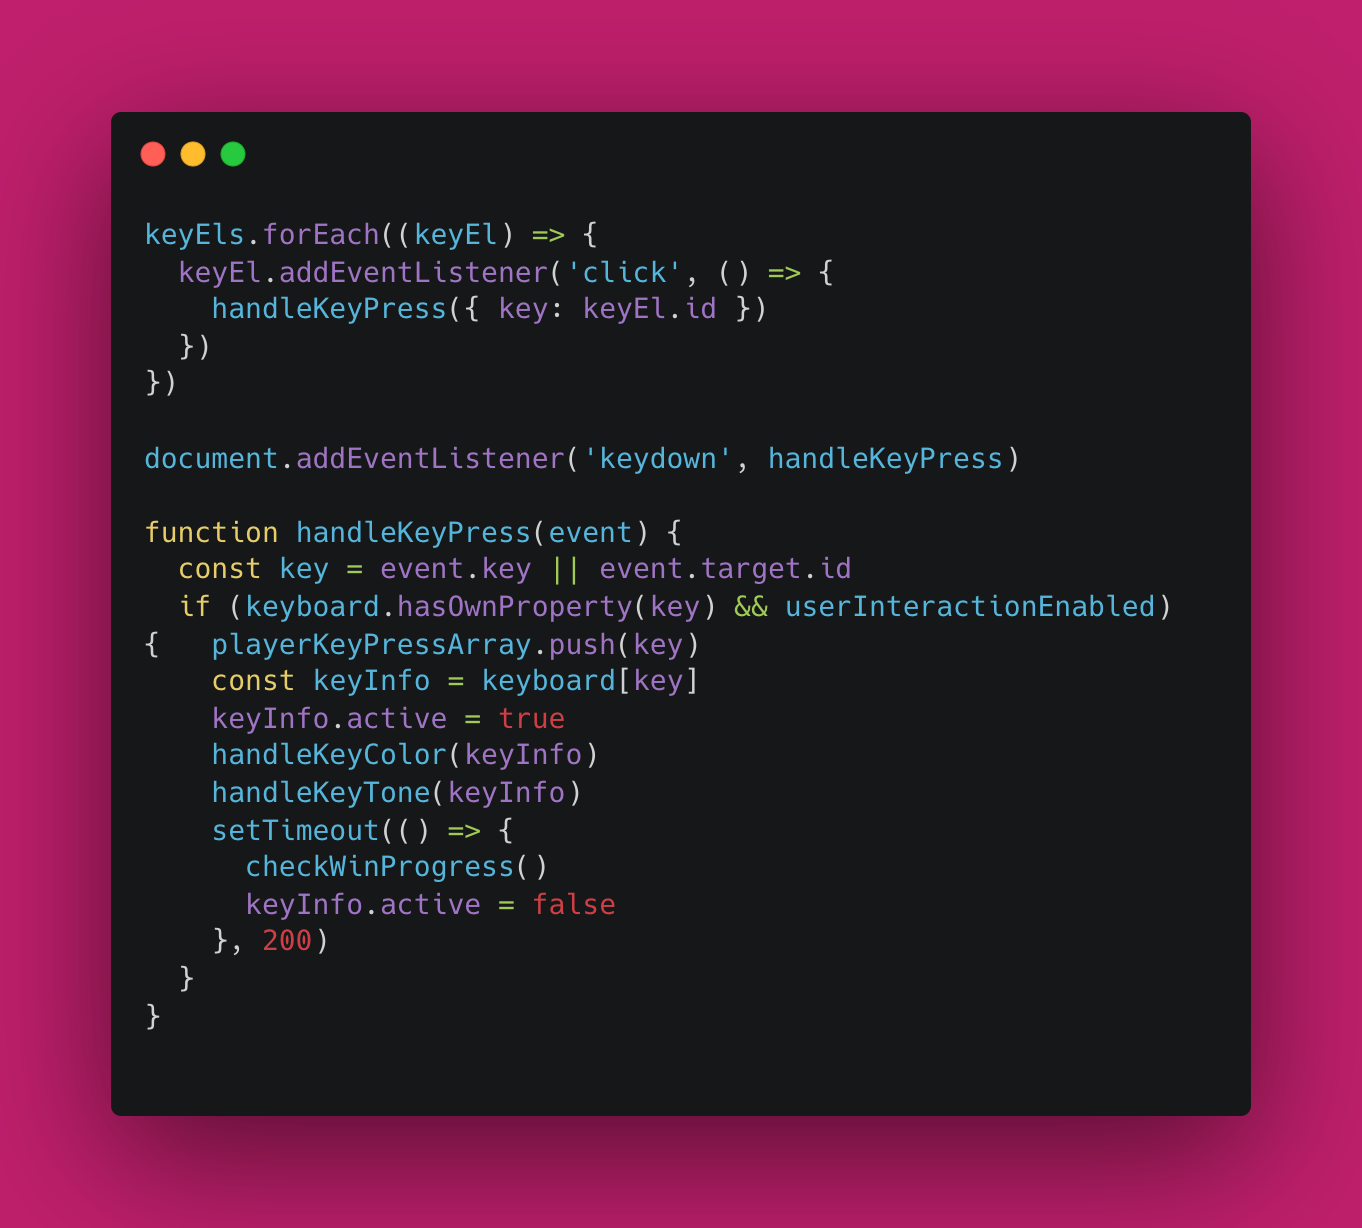 keyEls.forEach((keyEl) => {
  keyEl.addEventListener('click', () => {
    handleKeyPress({ key: keyEl.id })
  })
})

document.addEventListener('keydown', handleKeyPress)

function handleKeyPress(event) {
  const key = event.key || event.target.id
  if (keyboard.hasOwnProperty(key) && userInteractionEnabled)
{   playerKeyPressArray.push(key)
    const keyInfo = keyboard[key]
    keyInfo.active = true
    handleKeyColor(keyInfo)
    handleKeyTone(keyInfo)
    setTimeout(() => {
      checkWinProgress()
      keyInfo.active = false
    }, 200)
  }
}